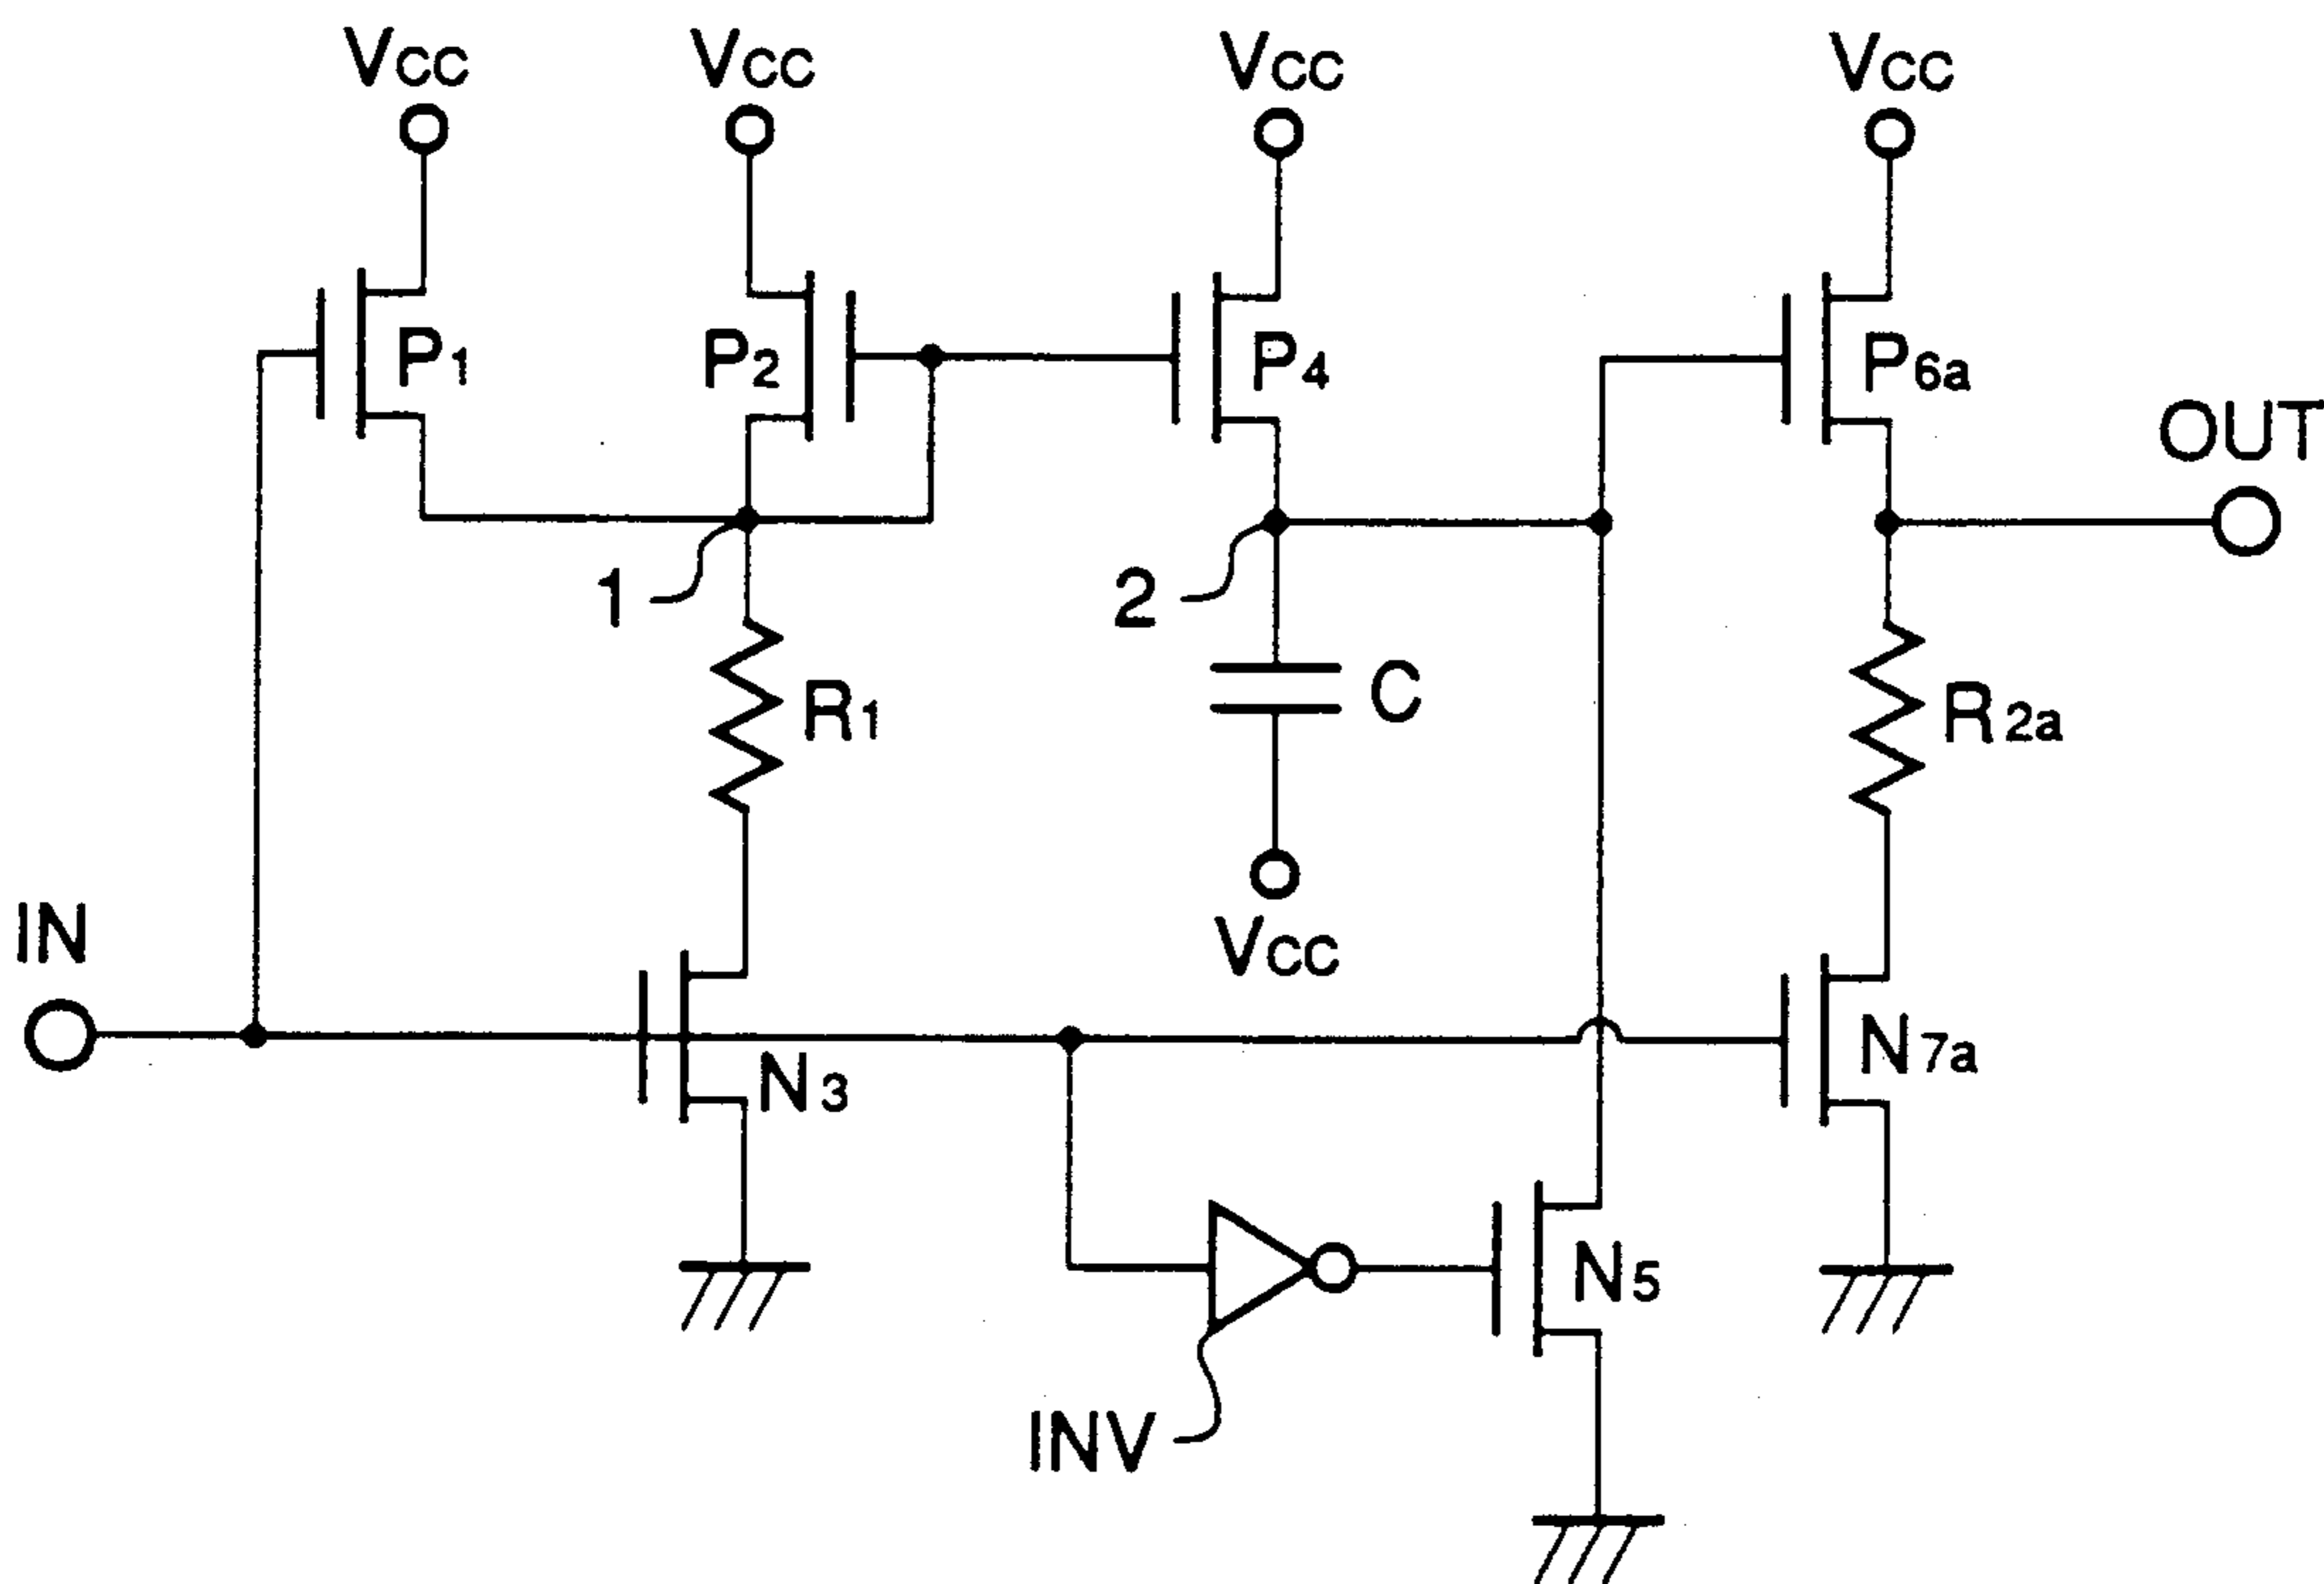 Vcc Vcc Vcc Vcc
P1 P2 P4 P6a
OUT
1 2
R1 C R2a
IN Vcc
N3 N7a
N5
INV